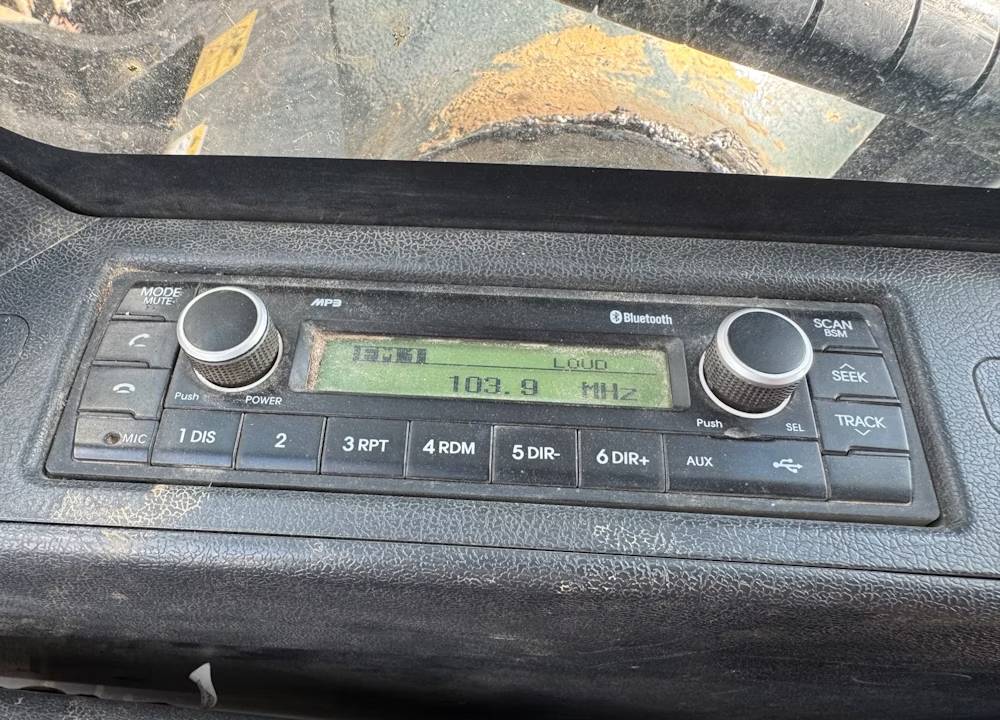 MODE
MUTE-
MP3
Bluetooth
SCAN
BSM
LOUD
103.9 MHz
SEEK
Push
POWER
Push
SEL
TRACK
MIC
1 DIS
2
3 RPT
4 RDM
5 DIR-
6 DIR+
AUX